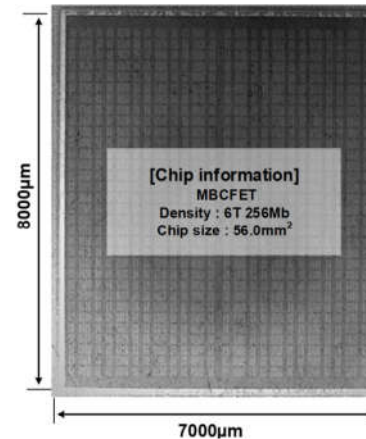 8000μm
[Chip information]
MBCFET
Density : 6T 256Mb
Chip size : 56.0mm²
7000μm